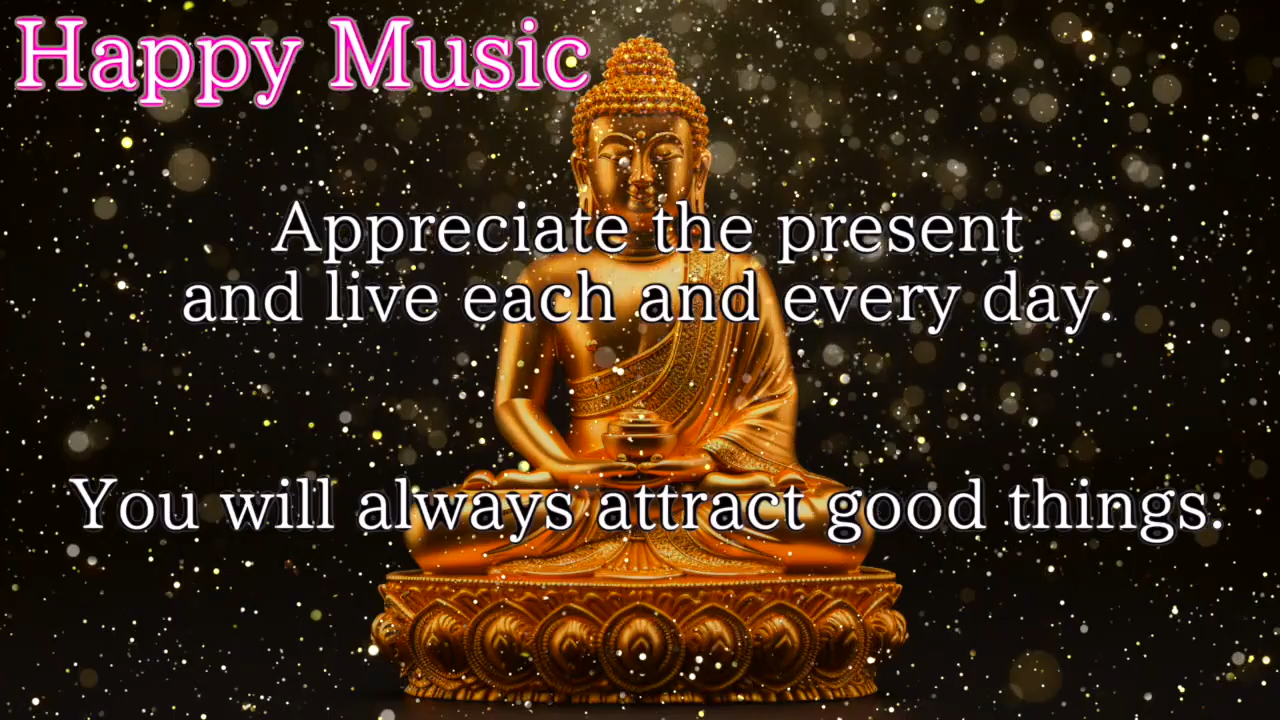 Happy Music
Appreciate the present
and live each and every day.
You will always attract good things.